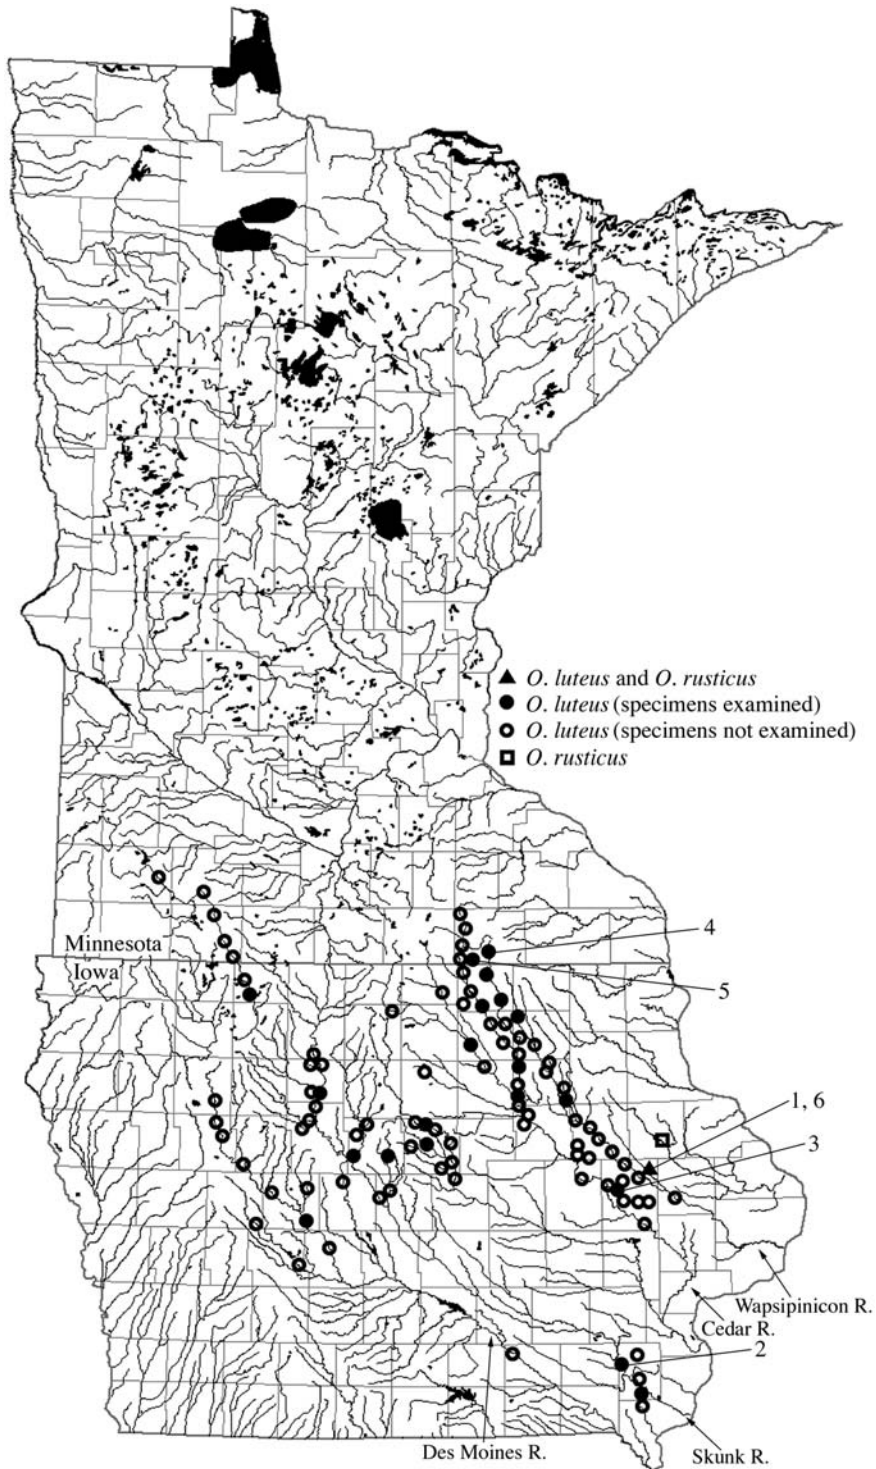 ▲ O. luteus and O. rusticus
● O. luteus (specimens examined)
O. luteus (specimens not examined)
O. rusticus
Minnesota
Iowa
4
5
1, 6
3
Wapsipinicon R.
Cedar R.
2
Des Moines R.
Skunk R.